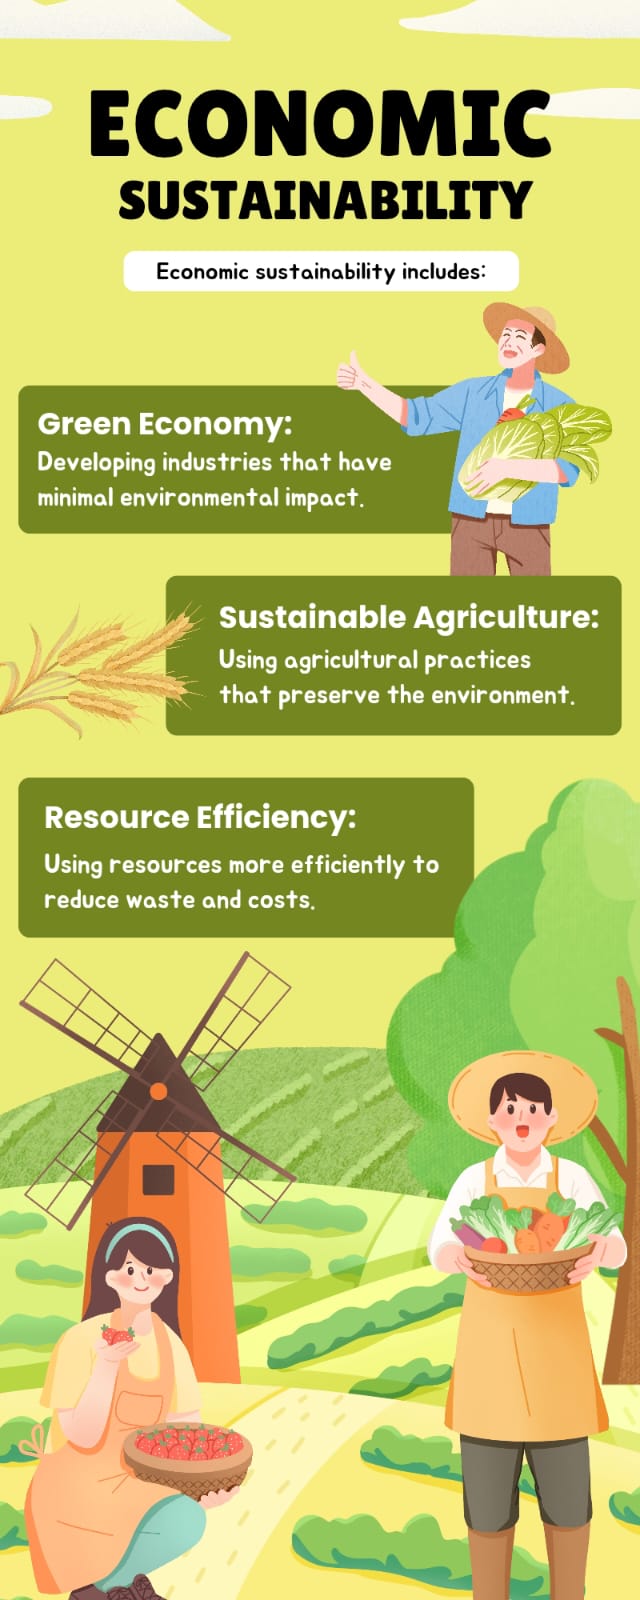 ECONOMIC
SUSTAINABILITY
Economic sustainability includes:
Green Economy:
Developing industries that have
minimal environmental impact.
Sustainable Agriculture:
Using agricultural practices
that preserve the environment.
Resource Efficiency:
Using resources more efficiently to
reduce waste and costs.